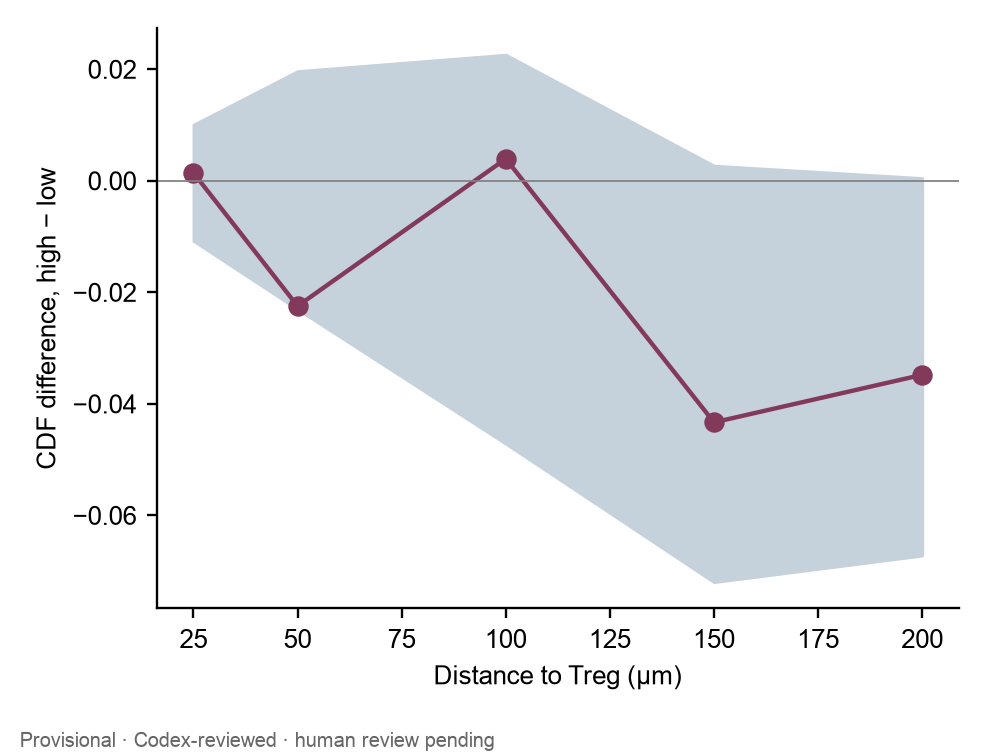 CDF difference, high − low
0.02
0.00
−0.02
−0.04
−0.06
25 50 75 100 125 150 175 200
Distance to Treg (μm)
Provisional · Codex-reviewed · human review pending